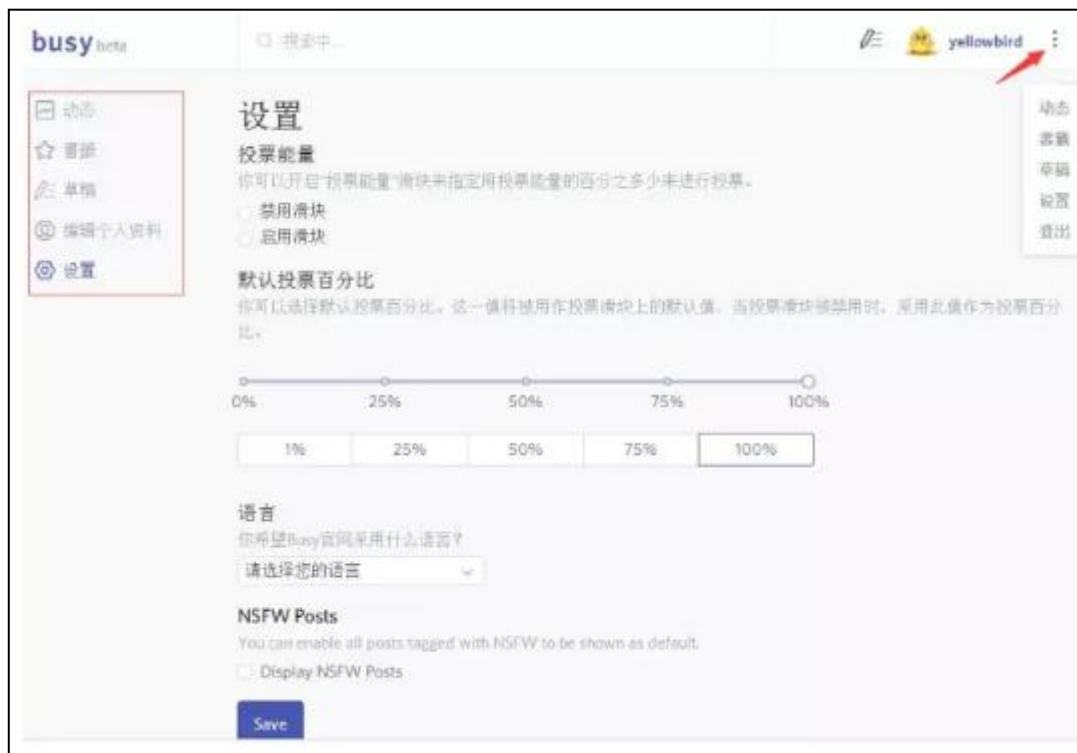 busy beta
搜索中...
yellowbird
动态
书签
草稿
编辑个人资料
设置
动态
书签
草稿
设置
登出
设置
投票能量
你可以开启“投票能量”滑块来指定用投票能量的百分之多少来进行投票。
禁用滑块
启用滑块
默认投票百分比
你可以选择默认投票百分比。这一值将被用作投票滑块上的默认值，当投票滑块被禁用时，采用此值作为投票百分
比。
0% 25% 50% 75% 100%
1% 25% 50% 75% 100%
语言
你希望Busy官网采用什么语言？
请选择您的语言
NSFW Posts
You can enable all posts tagged with NSFW to be shown as default.
Display NSFW Posts
Save